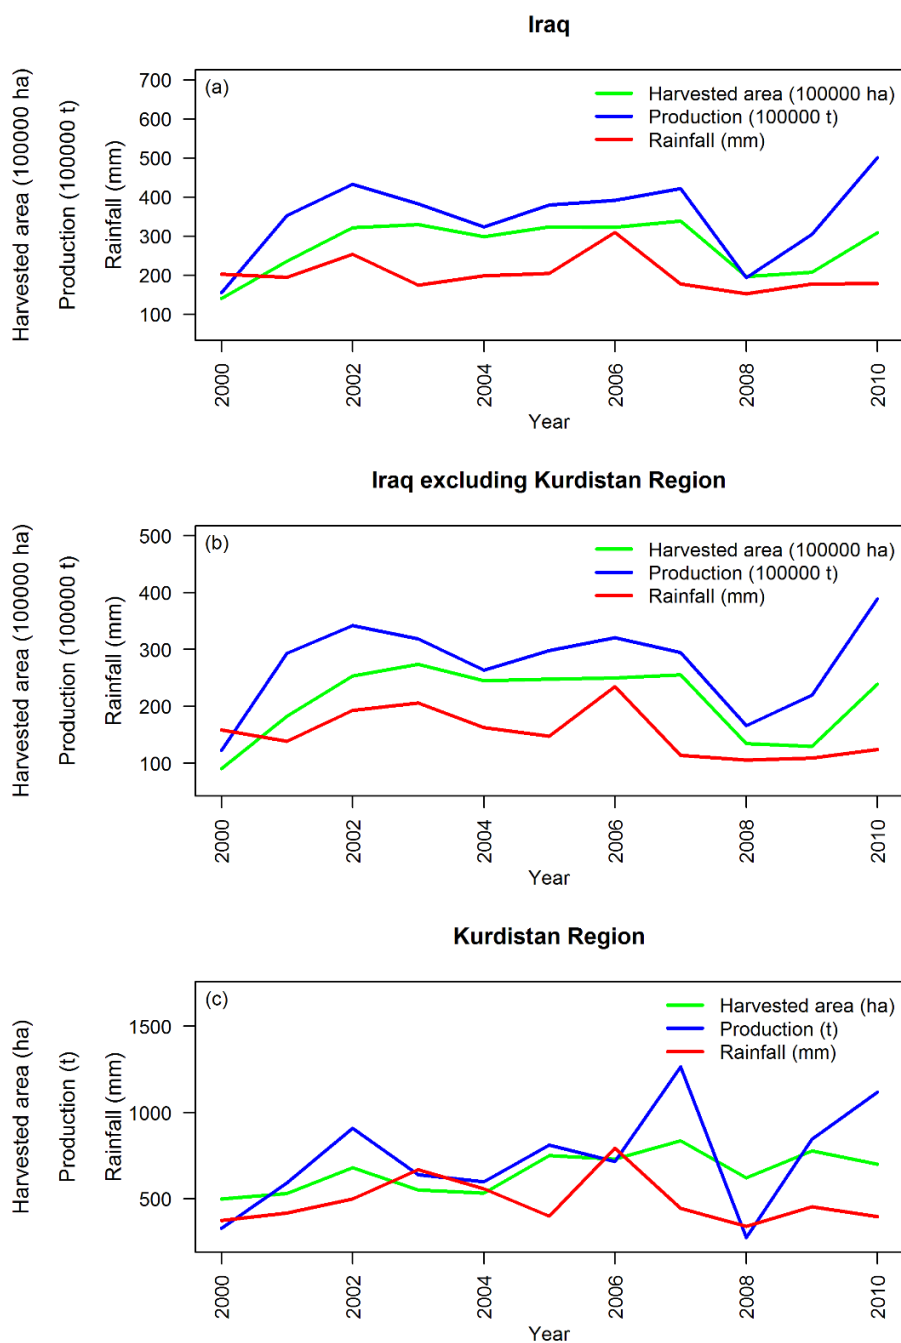 Iraq
(a)
Harvested area (100000 ha)
Production (100000 t)
Rainfall (mm)
700
600
500
400
300
200
100
Harvested area (100000 ha)
Production (100000 t)
Rainfall (mm)
2000
2002
2004
2006
2008
2010
Year
Iraq excluding Kurdistan Region
(b)
Harvested area (100000 ha)
Production (100000 t)
Rainfall (mm)
500
400
300
200
100
Harvested area (100000 ha)
Production (100000 t)
Rainfall (mm)
2000
2002
2004
2006
2008
2010
Year
Kurdistan Region
(c)
Harvested area (ha)
Production (t)
Rainfall (mm)
1500
1000
500
Harvested area (ha)
Production (t)
Rainfall (mm)
2000
2002
2004
2006
2008
2010
Year